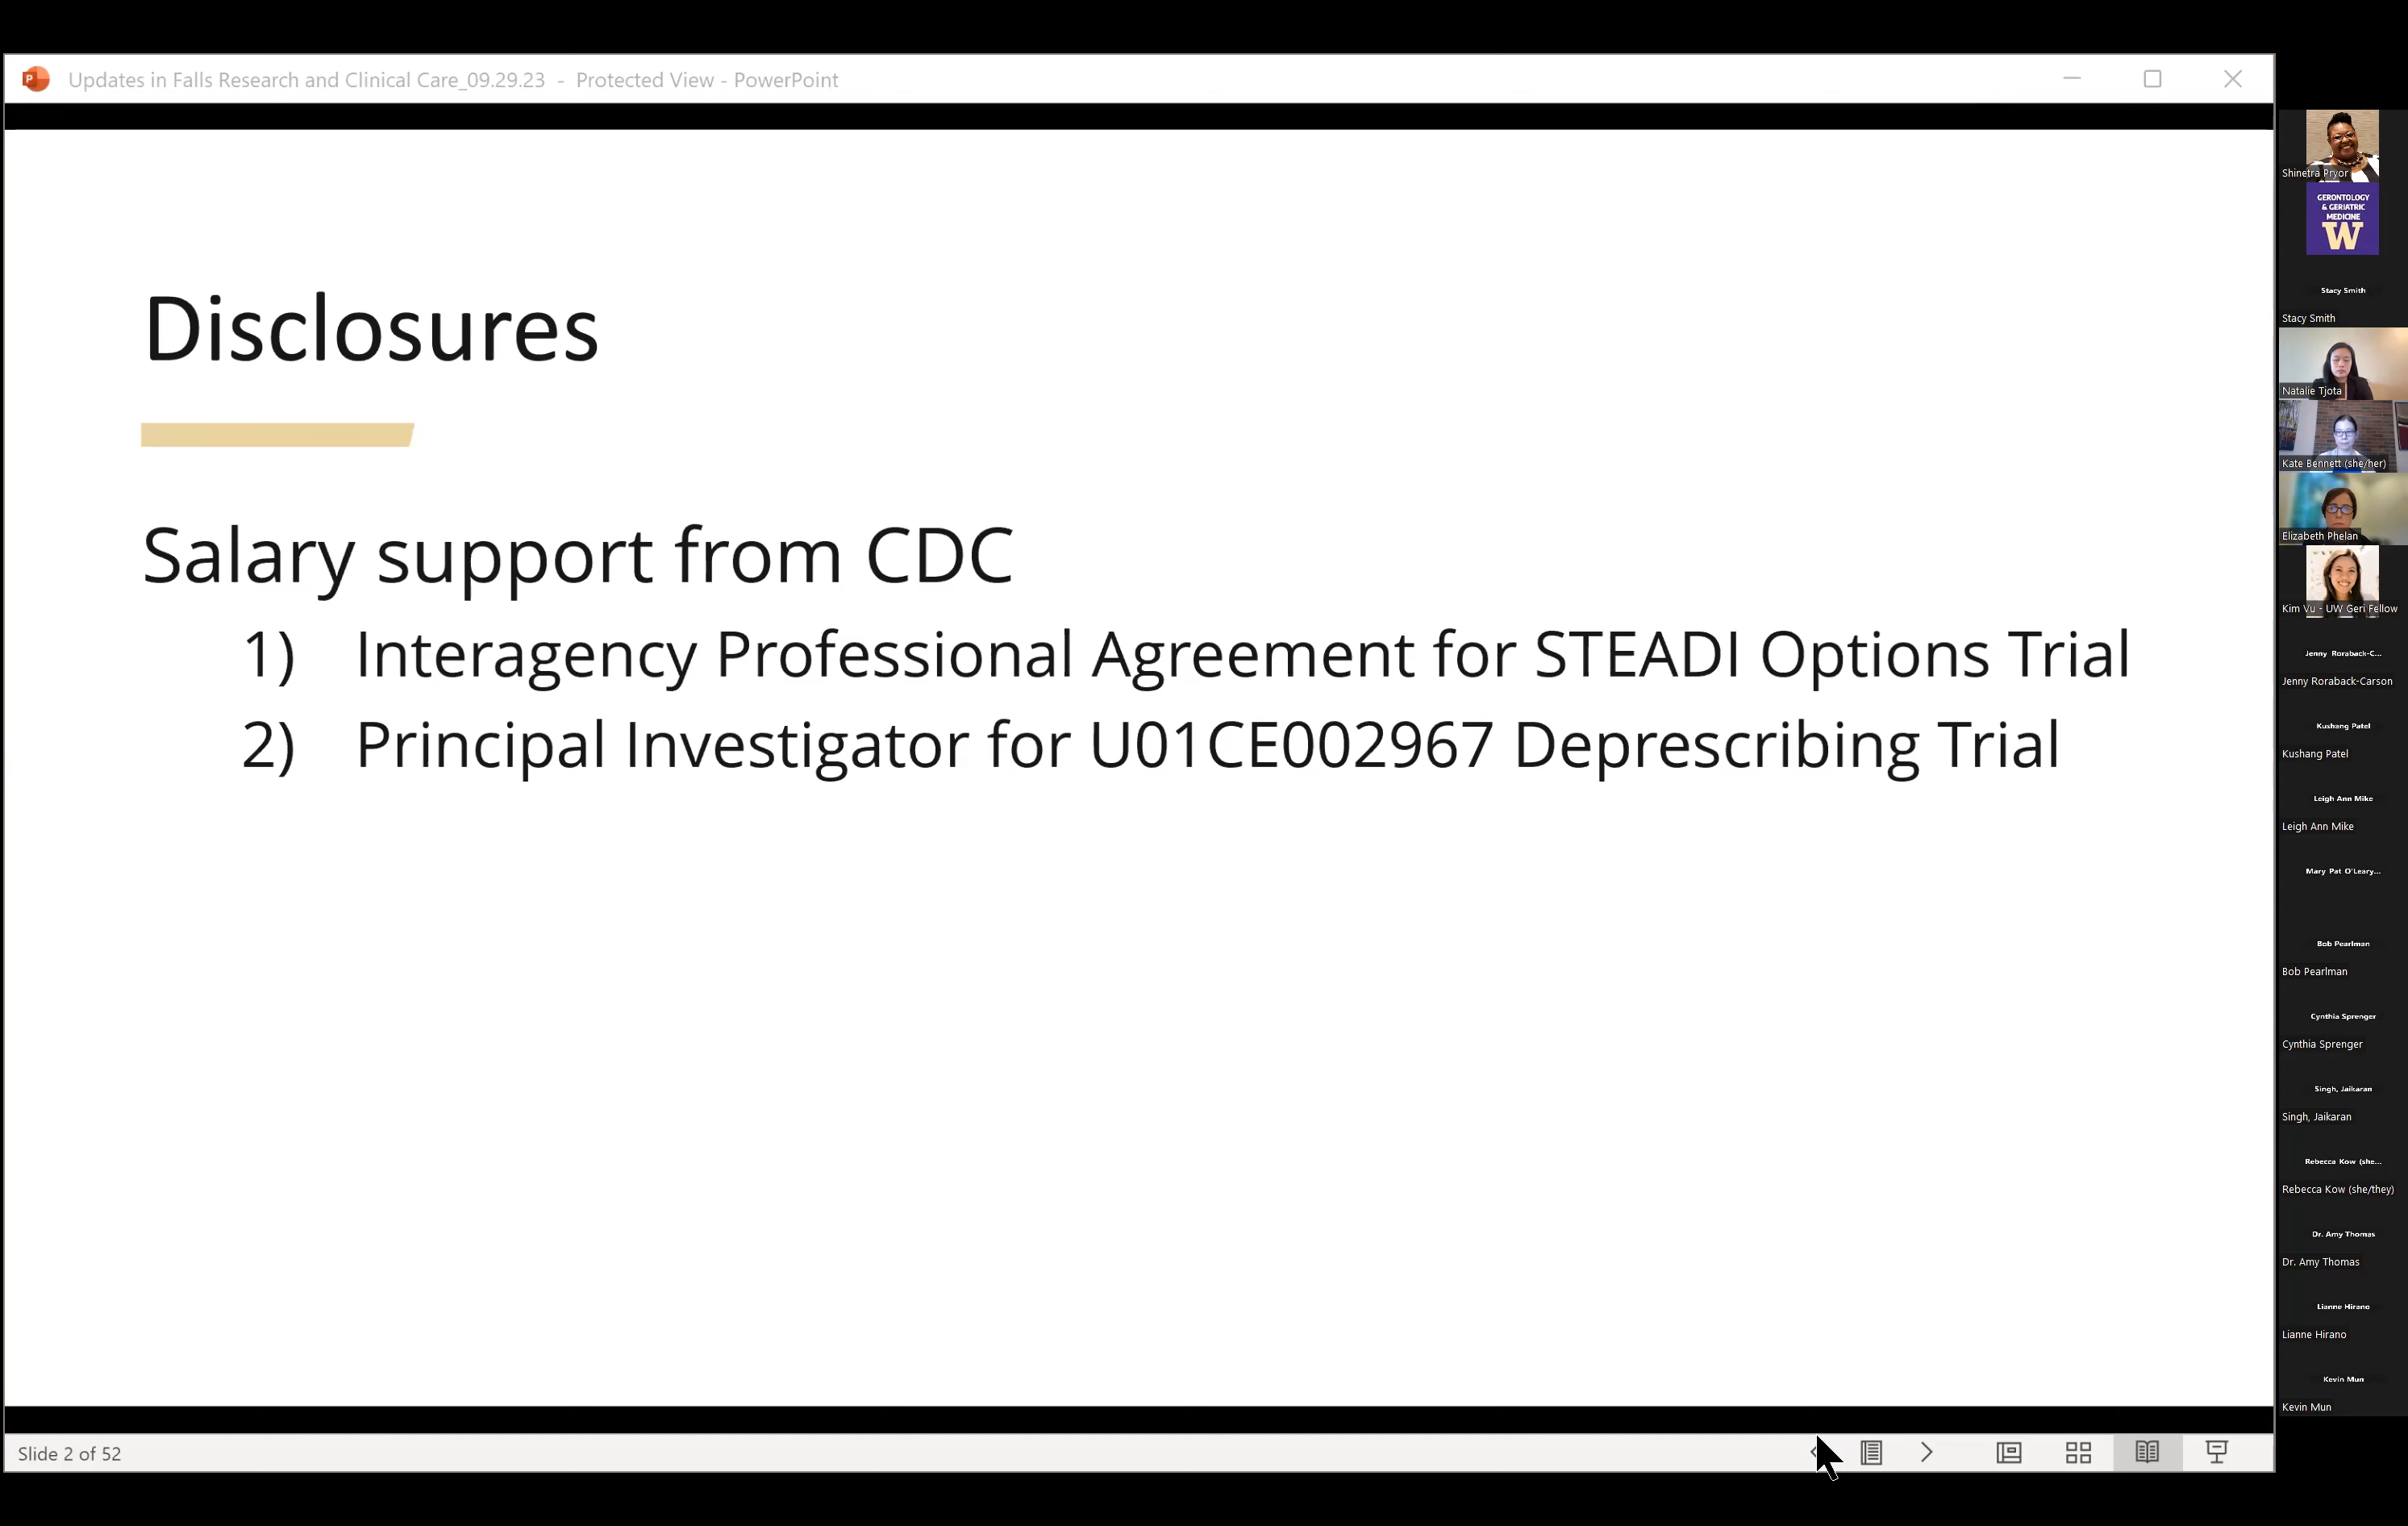 Updates in Falls Research and Clinical Care_09.29.23 - Protected View - PowerPoint
Disclosures
Salary support from CDC
1) Interagency Professional Agreement for STEADI Options Trial
2) Principal Investigator for U01CE002967 Deprescribing Trial
Slide 2 of 52
Shinetra Pryor
GERONTOLOGY
& GERIATRIC
MEDICINE
W
Stacy Smith
Stacy Smith
Natalie Tjota
Kate Bennett (she/her)
Elizabeth Phelan
Kim Vu - UW Geri Fellow
Jenny Roraback-C...
Jenny Roraback-Carson
Kushang Patel
Kushang Patel
Leigh Ann Mike
Leigh Ann Mike
Mary Pat O'Leary...
Bob Pearlman
Bob Pearlman
Cynthia Sprenger
Cynthia Sprenger
Singh, Jaikaran
Singh, Jaikaran
Rebecca Kow (she...
Rebecca Kow (she/they)
Dr. Amy Thomas
Dr. Amy Thomas
Lianne Hirano
Lianne Hirano
Kevin Mun
Kevin Mun